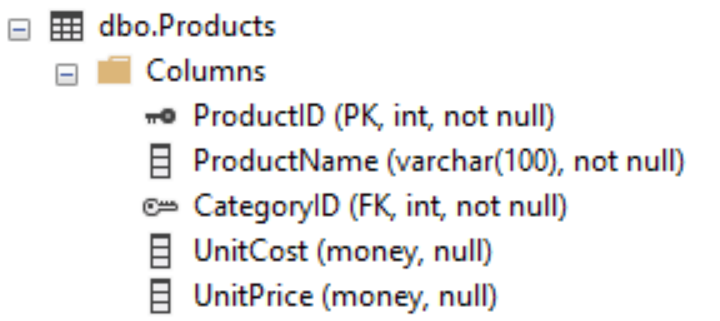 dbo.Products
Columns
ProductID (PK, int, not null)
ProductName (varchar(100), not null)
CategoryID (FK, int, not null)
UnitCost (money, null)
UnitPrice (money, null)